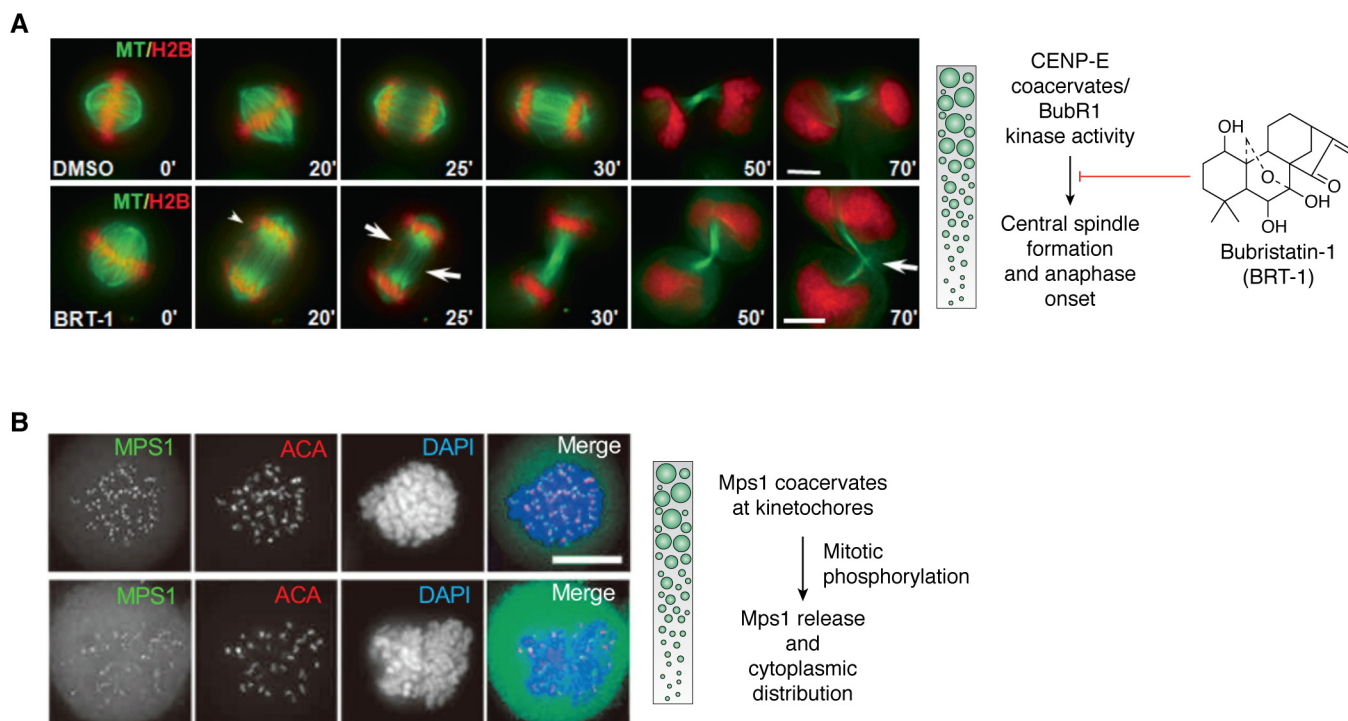 A
MT/H2B
DMSO 0'
20'
25'
30'
50'
70'
MT/H2B
BRT-1 0'
20'
25'
30'
50'
70'
CENP-E
coacervates/
BubR1
kinase activity
Central spindle
formation
and anaphase
onset
OH
O
O
OH
OH
Bubristatin-1
(BRT-1)
B
MPS1
ACA
DAPI
Merge
MPS1
ACA
DAPI
Merge
Mps1 coacervates
at kinetochores
Mitotic
phosphorylation
Mps1 release
and
cytoplasmic
distribution